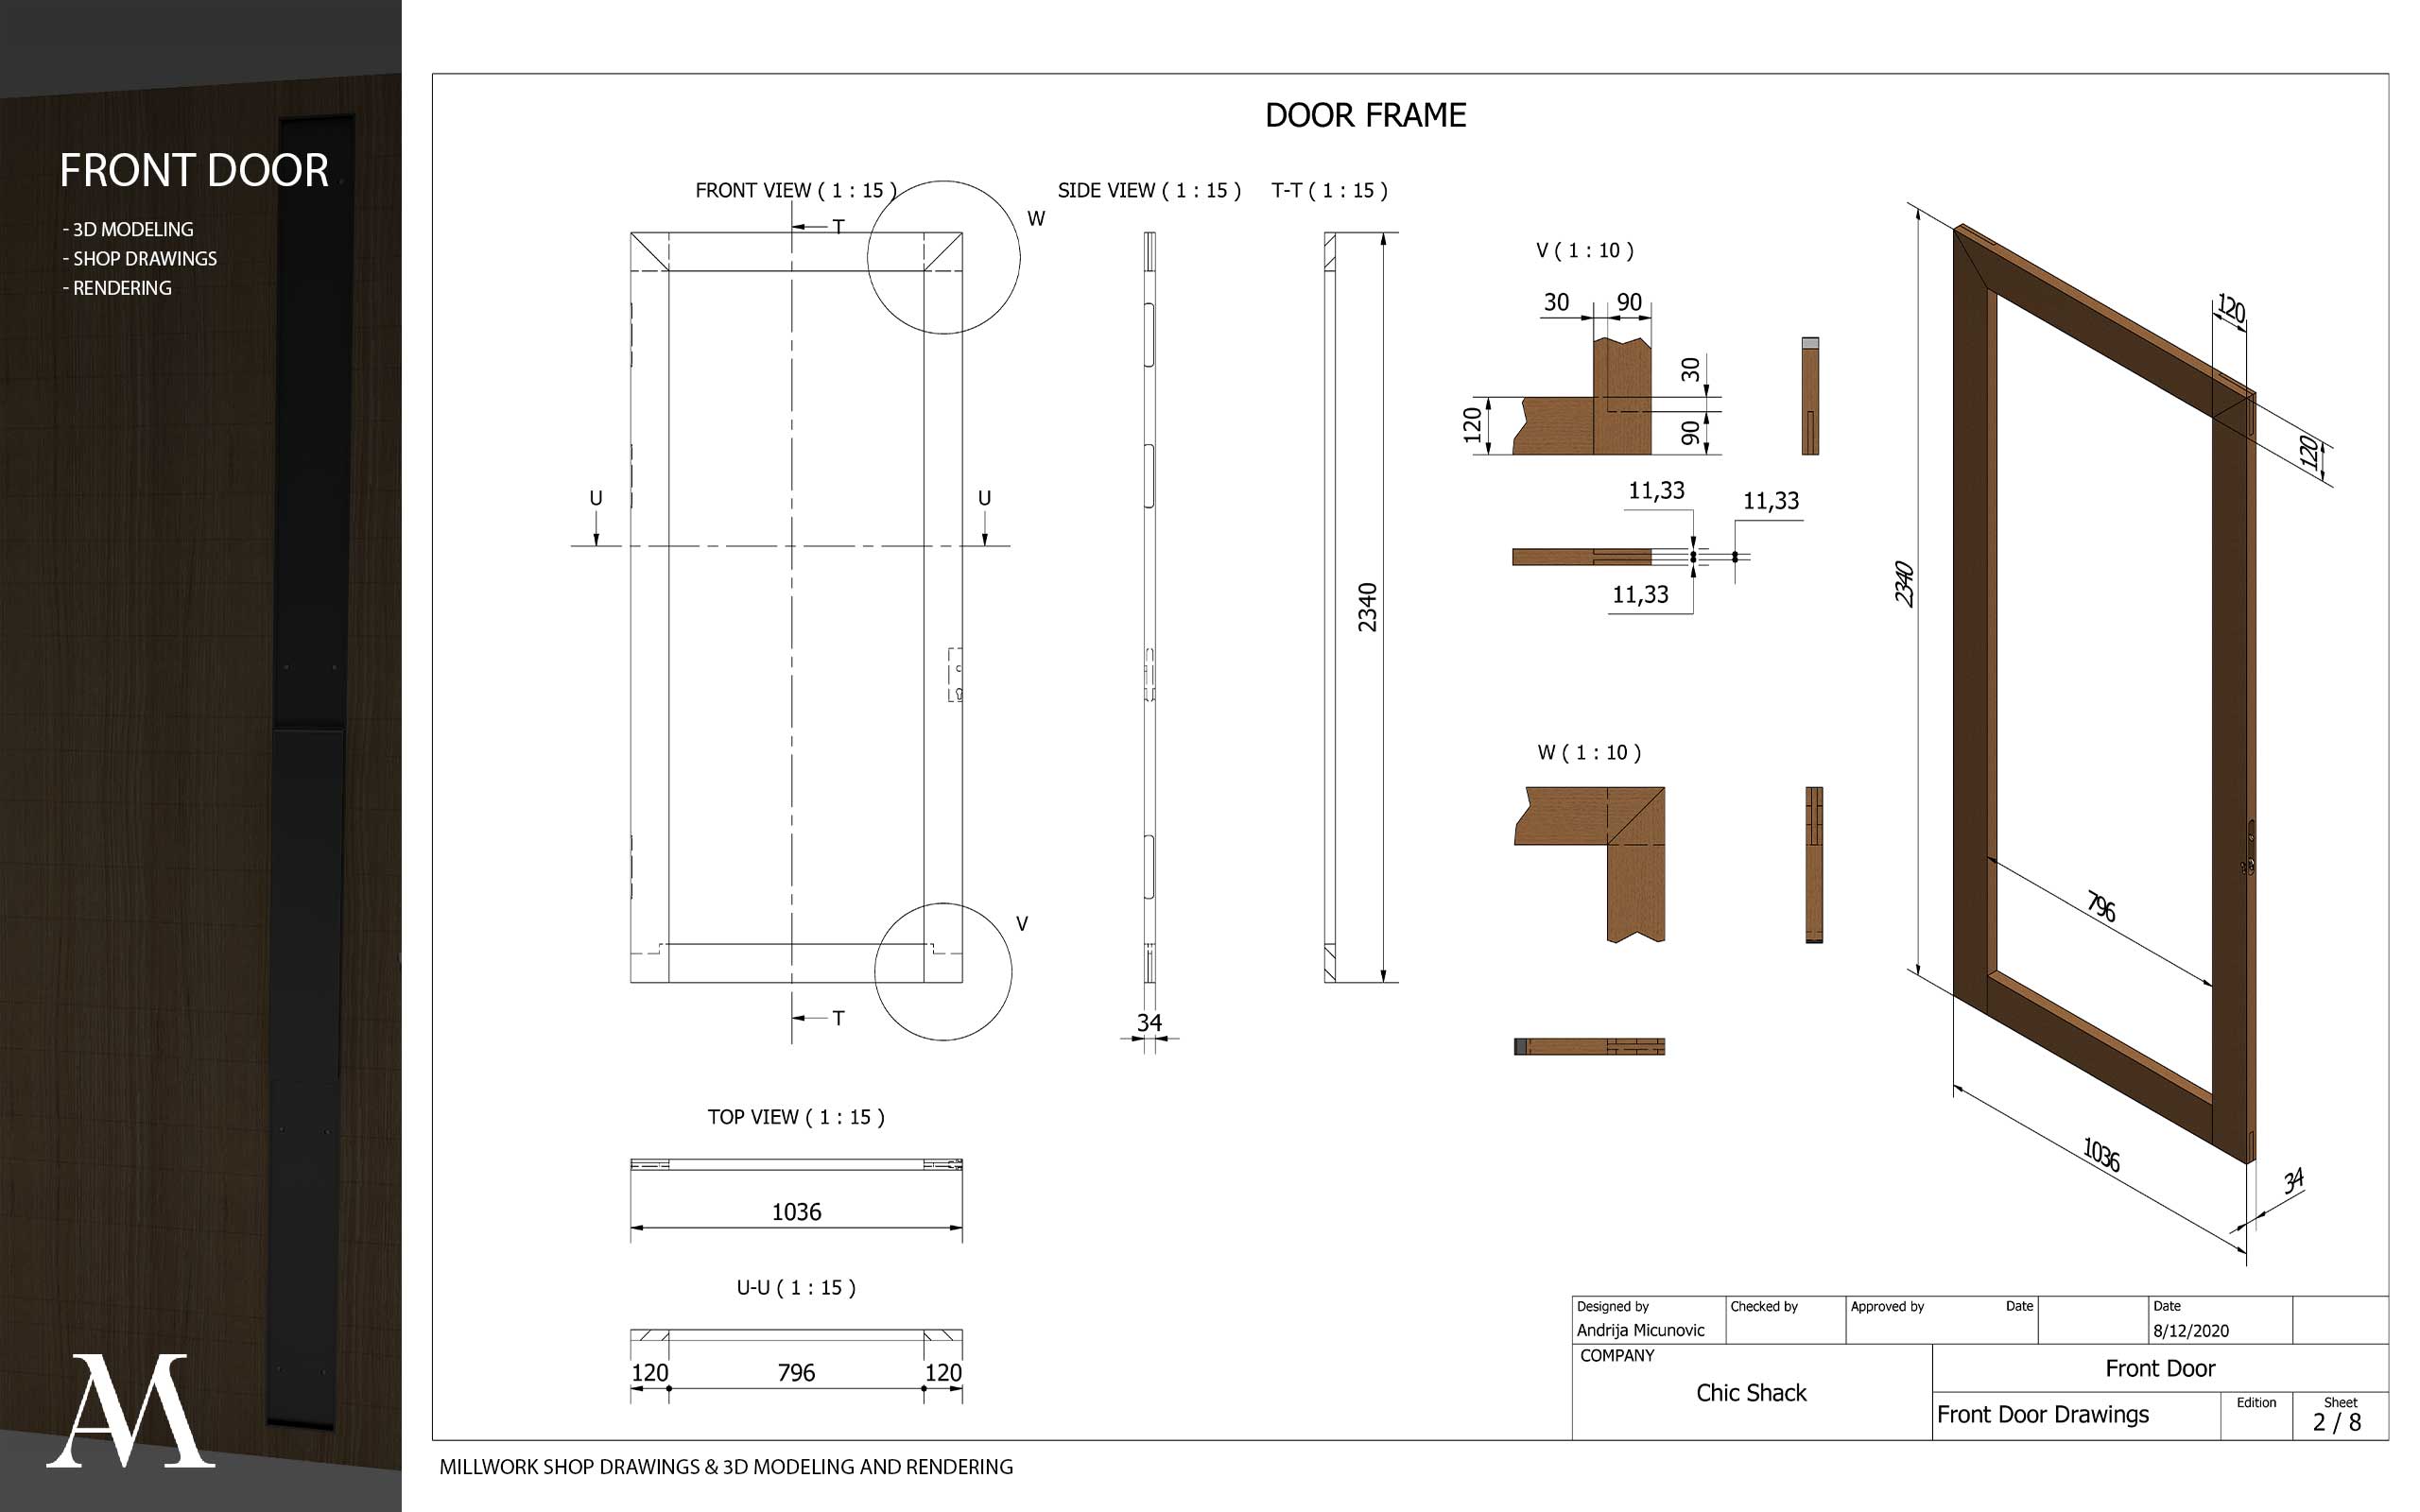 FRONT DOOR
- 3D MODELING
- SHOP DRAWINGS
- RENDERING
AM
DOOR FRAME
FRONT VIEW ( 1 : 15 )
SIDE VIEW ( 1 : 15 )
T-T ( 1 : 15 )
T
W
U
U
2340
V
T
34
TOP VIEW ( 1 : 15 )
1036
U-U ( 1 : 15 )
120
796
120
V ( 1 : 10 )
30
90
30
120
90
11,33
11,33
11,33
W ( 1 : 10 )
120
120
2340
796
1036
34
Designed by
Andrija Micunovic
Checked by
Approved by
Date
Date
8/12/2020
COMPANY
Chic Shack
Front Door
Front Door Drawings
Edition
Sheet
2 / 8
MILLWORK SHOP DRAWINGS & 3D MODELING AND RENDERING